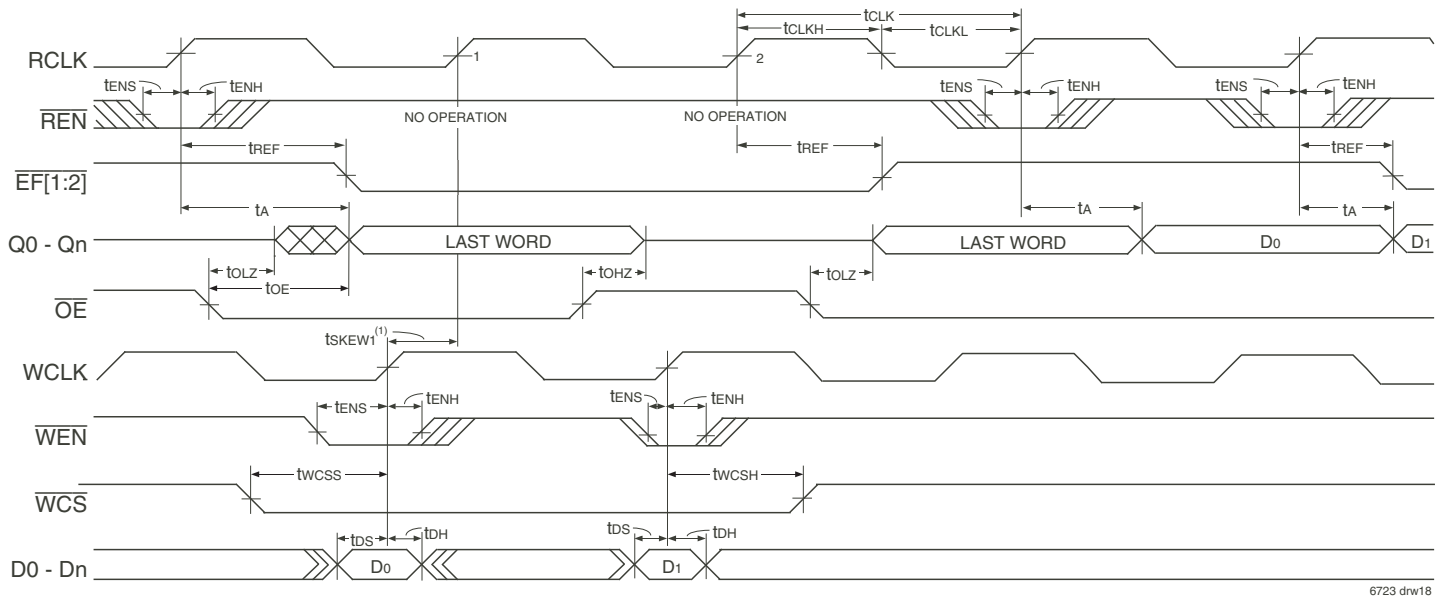 tCLK
tCLKH tCLKL
RCLK 1 2
tENS tENH tENS tENH tENS tENH
REN NO OPERATION NO OPERATION
tREF tREF tREF
EF[1:2]
tA tA tA
Q0 - Qn LAST WORD LAST WORD D0 D1
tOLZ tOHZ tOLZ
tOE
OE
tSKEW1(1)
WCLK
tENS tENH tENS tENH
WEN
tWCSS tWCSH
WCS
tDS tDH tDS tDH
D0 - Dn D0 D1
6723 drw18